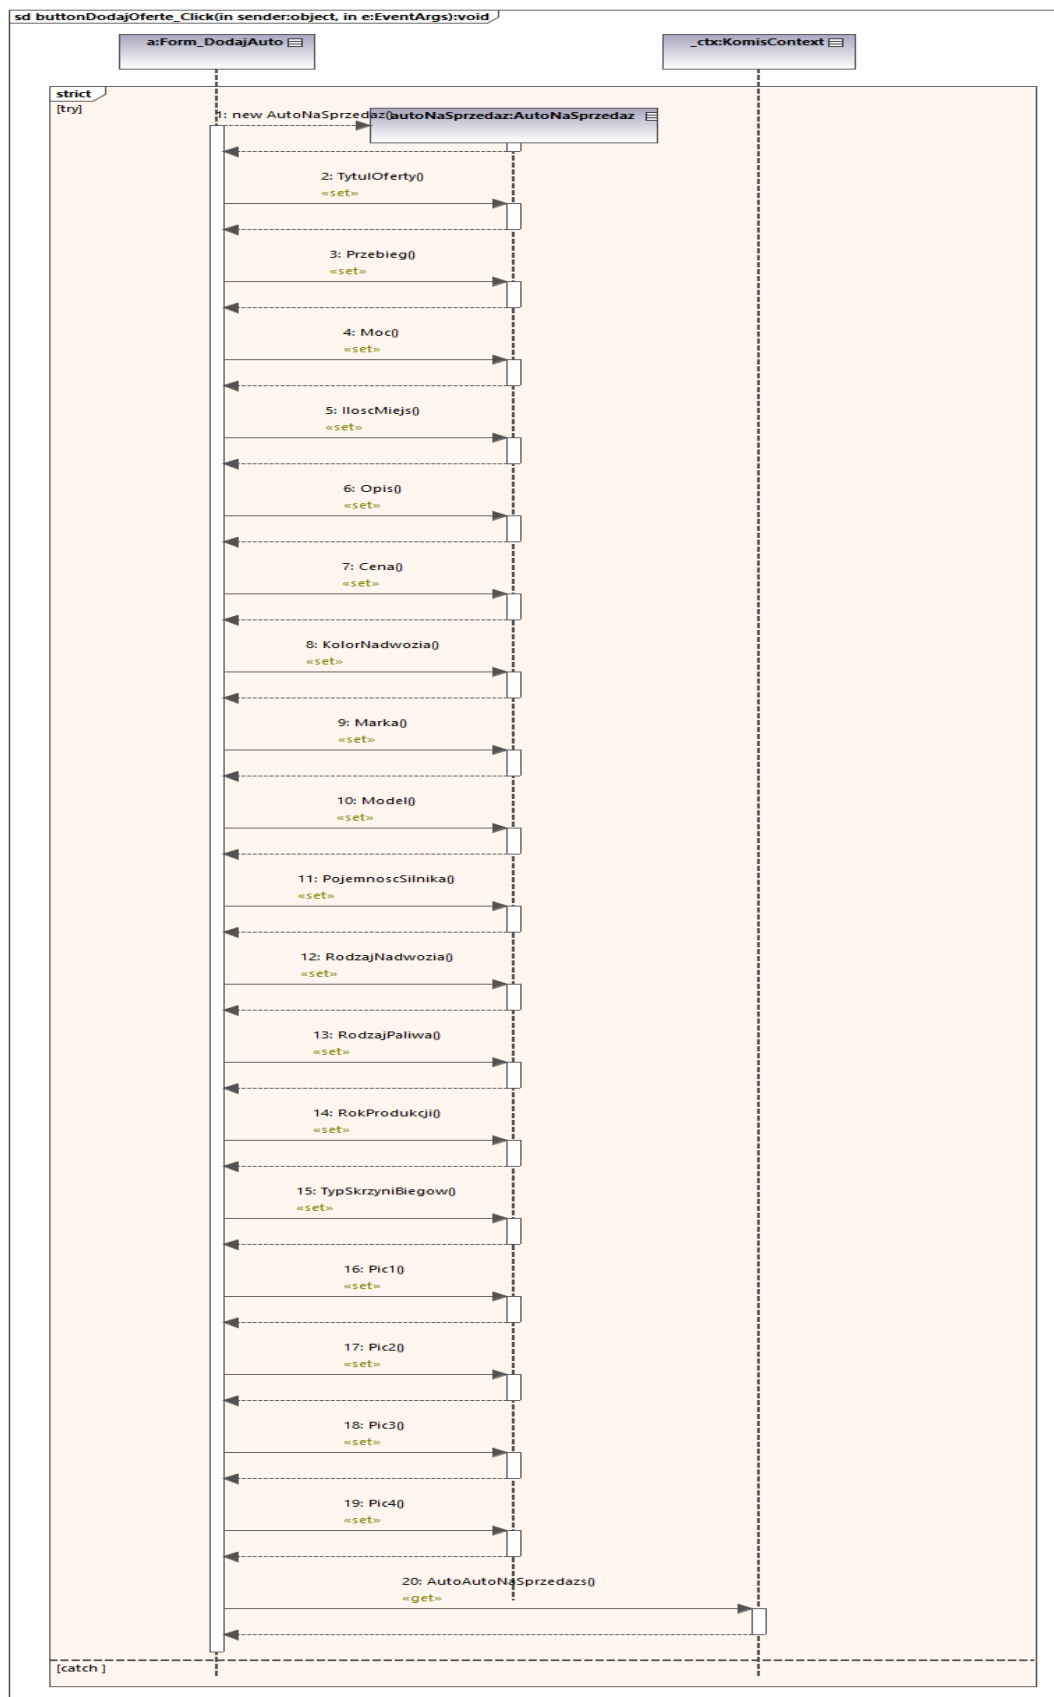 sd buttonDodajOferte_Click(in sender:object, in e:EventArgs):void
a:Form_DodajAuto
_ctx:KomisContext
strict
[try]
1: new AutoNaSprzedaz()
autoNaSprzedaz:AutoNaSprzedaz
2: TytulOferty()
«set»
3: Przebieg()
«set»
4: Moc()
«set»
5: IloscMiejs()
«set»
6: Opis()
«set»
7: Cena()
«set»
8: KolorNadwozia()
«set»
9: Marka()
«set»
10: Model()
«set»
11: PojemnoscSilnika()
«set»
12: RodzajNadwozia()
«set»
13: RodzajPaliwa()
«set»
14: RokProdukcji()
«set»
15: TypSkrzyniBiegow()
«set»
16: Pic1()
«set»
17: Pic2()
«set»
18: Pic3()
«set»
19: Pic4()
«set»
20: AutoAutoNaSprzedazs()
«get»
[catch ]